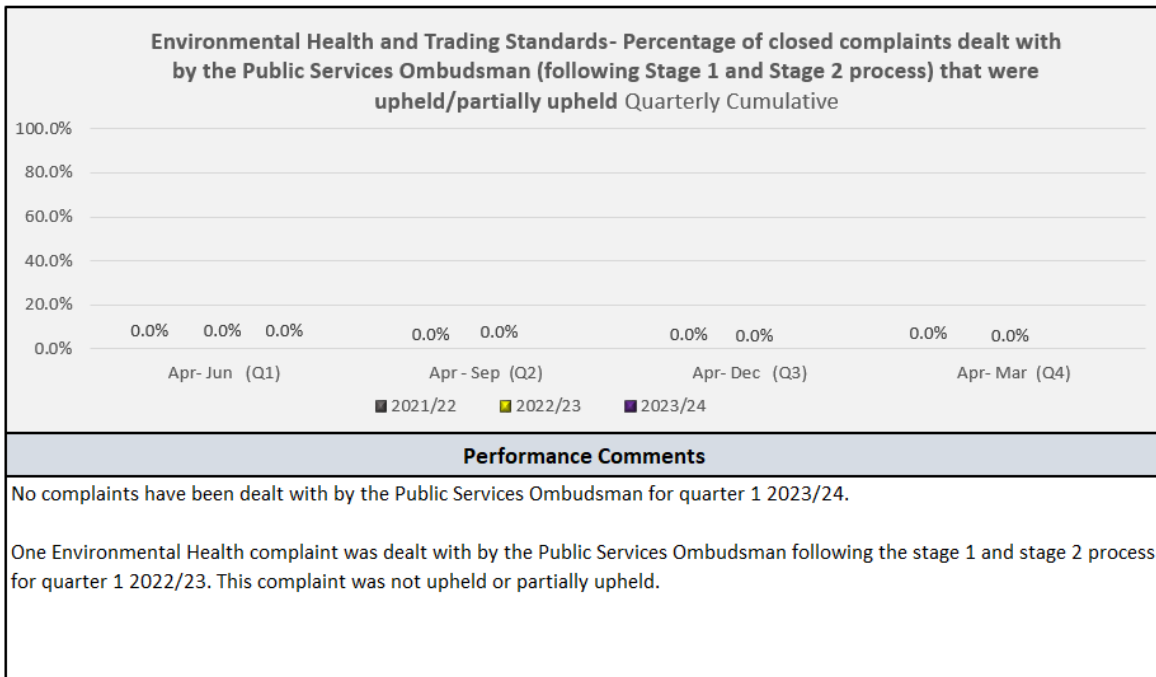 Environmental Health and Trading Standards- Percentage of closed complaints dealt with
by the Public Services Ombudsman (following Stage 1 and Stage 2 process) that were
upheld/partially upheld Quarterly Cumulative
100.0%
80.0%
60.0%
40.0%
20.0%
0.0%
0.0% 0.0% 0.0% 0.0% 0.0% 0.0% 0.0% 0.0% 0.0%
Apr- Jun (Q1) Apr - Sep (Q2) Apr- Dec (Q3) Apr- Mar (Q4)
2021/22 2022/23 2023/24
Performance Comments
No complaints have been dealt with by the Public Services Ombudsman for quarter 1 2023/24.
One Environmental Health complaint was dealt with by the Public Services Ombudsman following the stage 1 and stage 2 process
for quarter 1 2022/23. This complaint was not upheld or partially upheld.